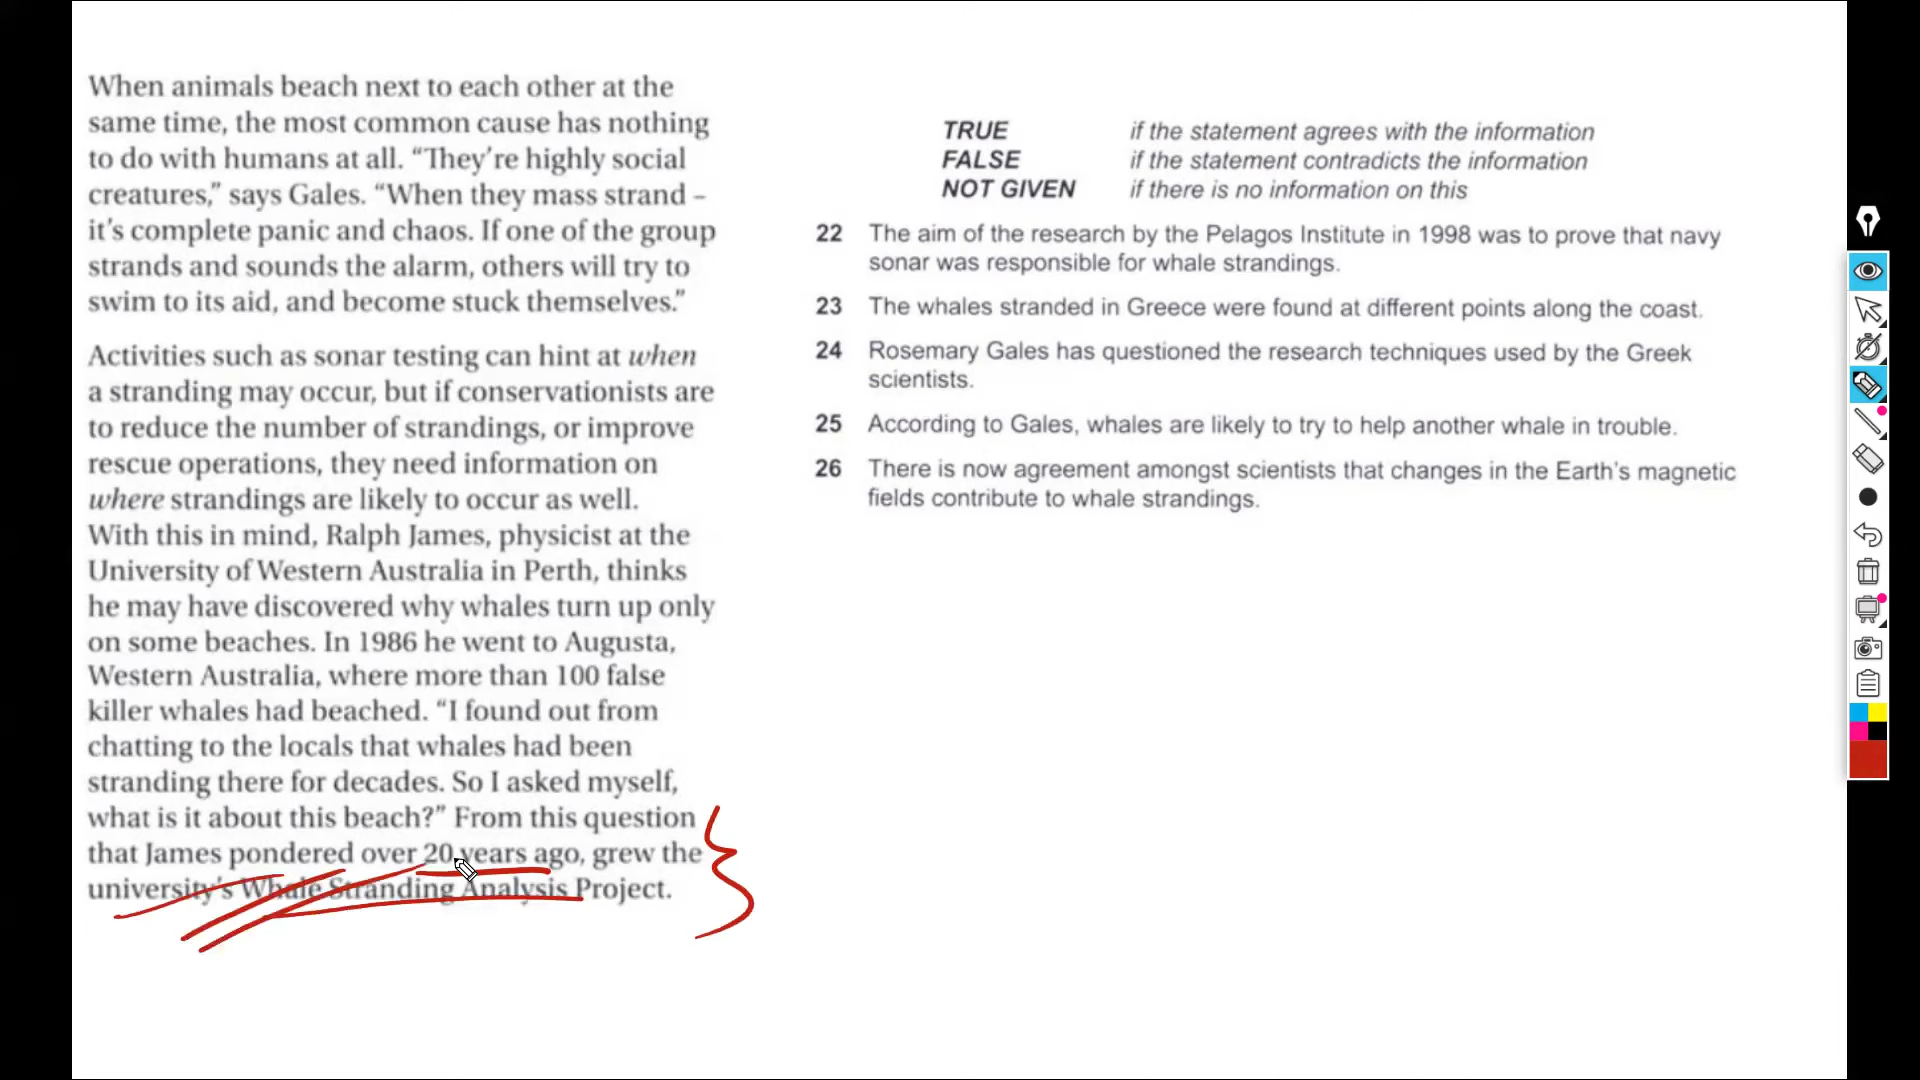 When animals beach next to each other at the
same time, the most common cause has nothing
to do with humans at all. “They’re highly social
creatures,” says Gales. “When they mass strand –
it’s complete panic and chaos. If one of the group
strands and sounds the alarm, others will try to
swim to its aid, and become stuck themselves.”
Activities such as sonar testing can hint at when
a stranding may occur, but if conservationists are
to reduce the number of strandings, or improve
rescue operations, they need information on
where strandings are likely to occur as well.
With this in mind, Ralph James, physicist at the
University of Western Australia in Perth, thinks
he may have discovered why whales turn up only
on some beaches. In 1986 he went to Augusta,
Western Australia, where more than 100 false
killer whales had beached. “I found out from
chatting to the locals that whales had been
stranding there for decades. So I asked myself,
what is it about this beach?” From this question
that James pondered over 20 years ago, grew the
university’s Whale Stranding Analysis Project.
TRUE if the statement agrees with the information
FALSE if the statement contradicts the information
NOT GIVEN if there is no information on this
22 The aim of the research by the Pelagos Institute in 1998 was to prove that navy
sonar was responsible for whale strandings.
23 The whales stranded in Greece were found at different points along the coast.
24 Rosemary Gales has questioned the research techniques used by the Greek
scientists.
25 According to Gales, whales are likely to try to help another whale in trouble.
26 There is now agreement amongst scientists that changes in the Earth’s magnetic
fields contribute to whale strandings.